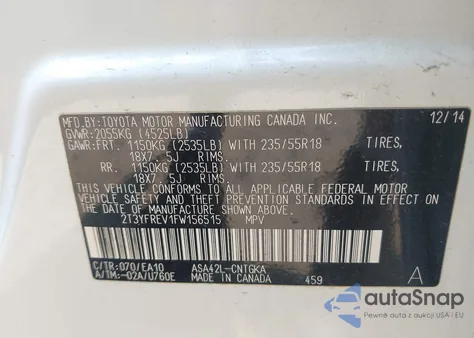 MFD.BY:TOYOTA MOTOR MANUFACTURING CANADA INC. 12/14
GVWR:2055KG (4525LB)
GAWR:FRT. 1150KG (2535LB) WITH 235/55R18 TIRES,
18X7.5J RIMS.
RR. 1150KG (2535LB) WITH 235/55R18 TIRES,
18X7.5J RIMS.
THIS VEHICLE CONFORMS TO ALL APPLICABLE FEDERAL MOTOR
VEHICLE SAFETY AND BUMPER STANDARDS IN EFFECT ON THE
DATE OF MANUFACTURE SHOWN ABOVE.
2T3YFREV1FW156515 MPV
C/TR:070/EA10 ASA42L-CNTGKA
A/TM:-02A/U760E MADE IN CANADA 459 A
autoSnap
Pewne auta z aukcji USA i EU